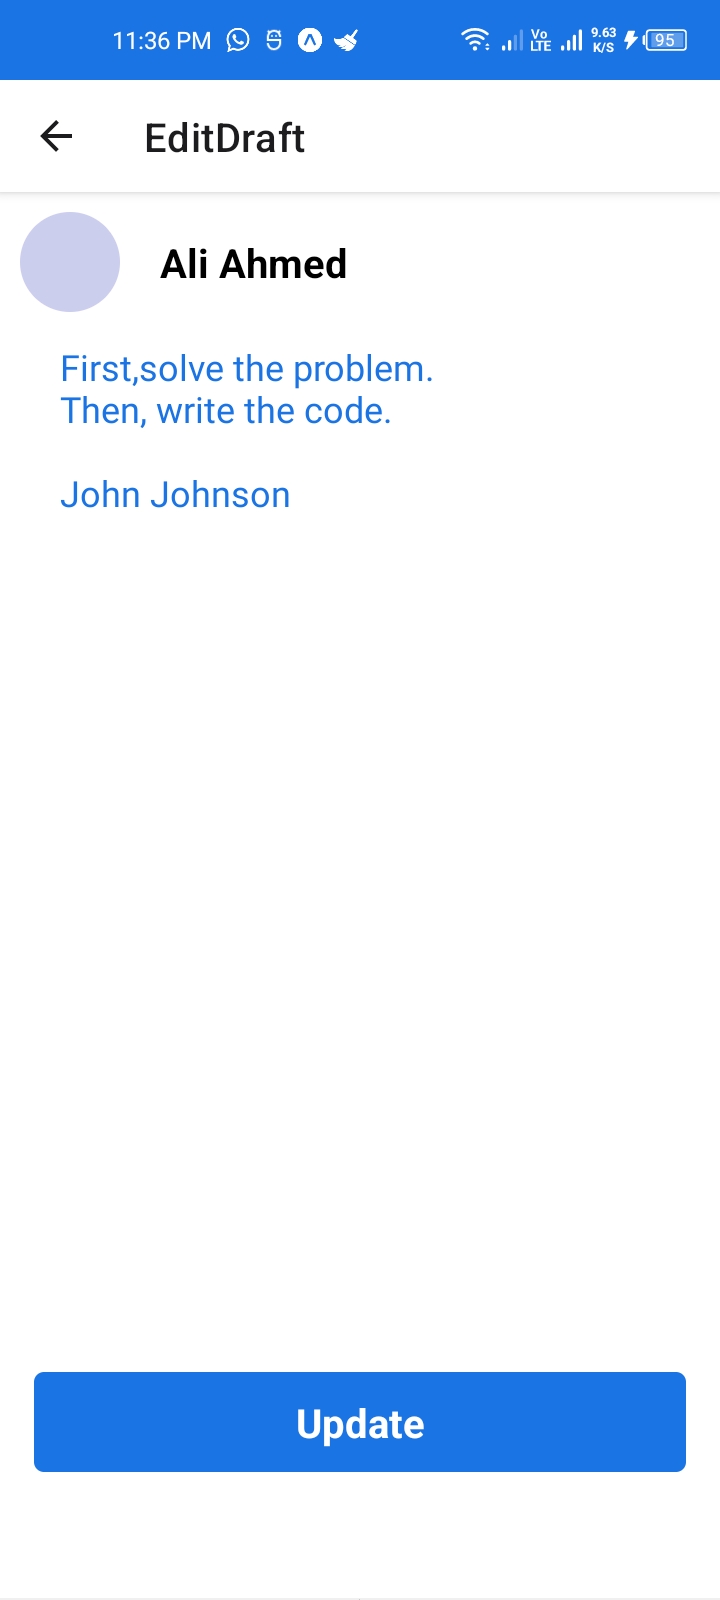 11:36 PM
Vo LTE
9.63 K/S
95
EditDraft
Ali Ahmed
First,solve the problem.
Then, write the code.
John Johnson
Update